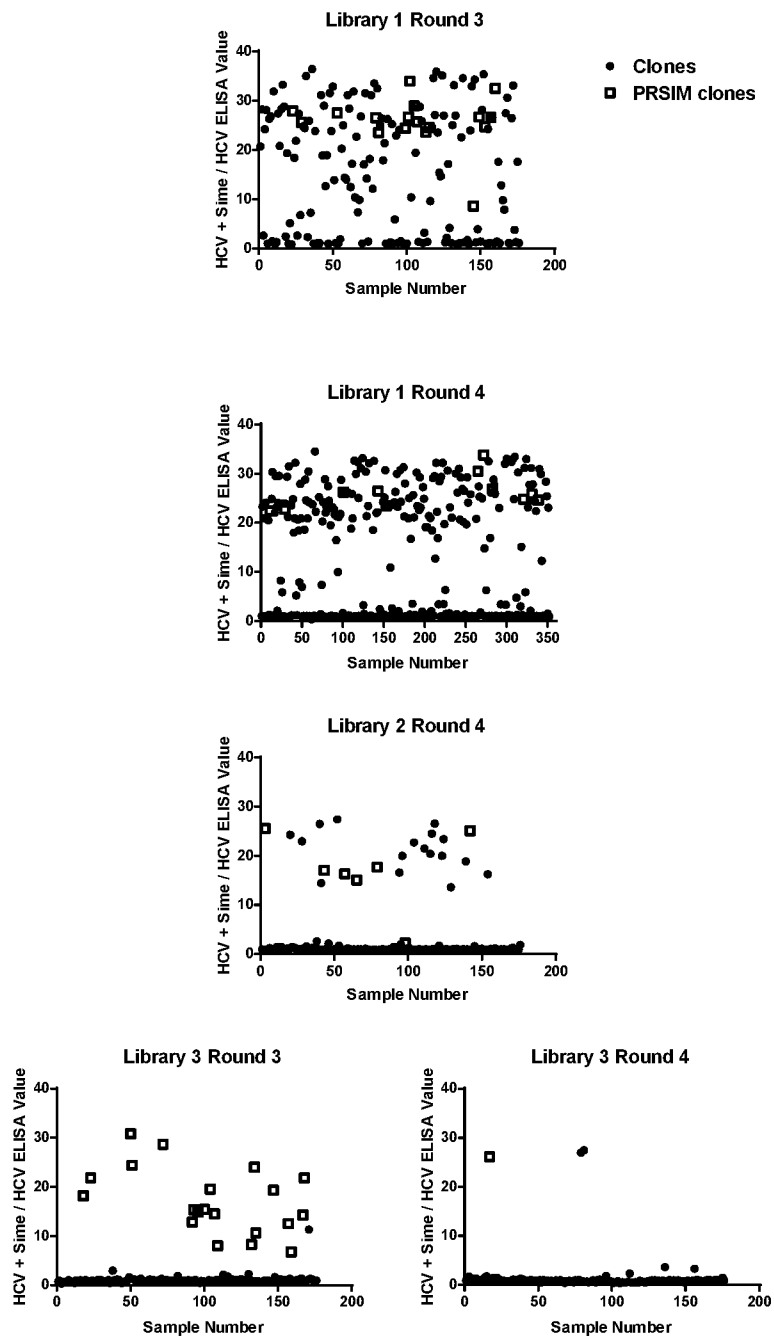 Library 1 Round 3
HCV + Sime / HCV ELISA Value
40
30
20
10
0
0 50 100 150 200
Sample Number
Clones
PRSIM clones
Library 1 Round 4
HCV + Sime / HCV ELISA Value
40
30
20
10
0
0 50 100 150 200 250 300 350
Sample Number
Library 2 Round 4
HCV + Sime / HCV ELISA Value
40
30
20
10
0
0 50 100 150 200
Sample Number
Library 3 Round 3
HCV + Sime / HCV ELISA Value
40
30
20
10
0
0 50 100 150 200
Sample Number
Library 3 Round 4
HCV + Sime / HCV ELISA Value
40
30
20
10
0
0 50 100 150 200
Sample Number